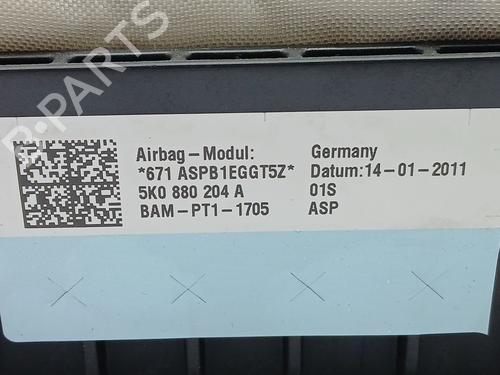 Airbag-Modul:
*671 ASPB1EGGT5Z*
5K0 880 204 A
BAM-PT1-1705
Germany
Datum:14-01-2011
01S
ASP
R-PARTS